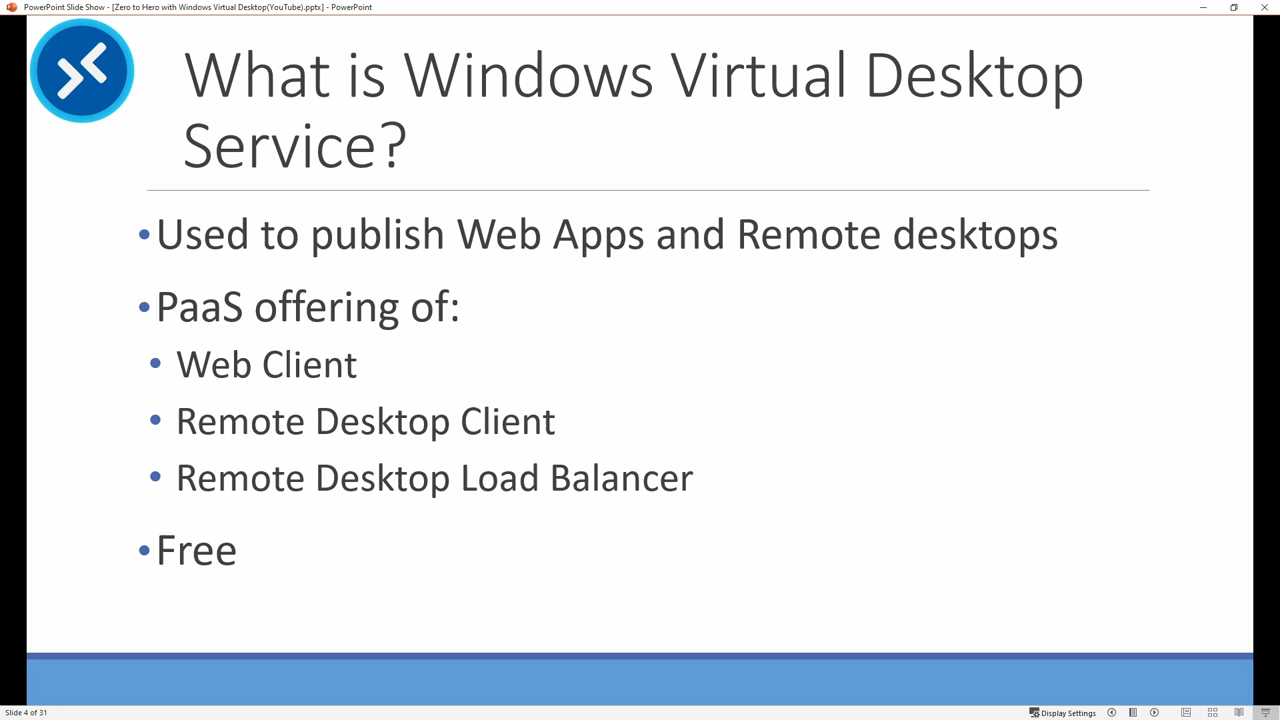 PowerPoint Slide Show - [Zero to Hero with Windows Virtual Desktop(YouTube).pptx] - PowerPoint
What is Windows Virtual Desktop
Service?
•Used to publish Web Apps and Remote desktops
•PaaS offering of:
• Web Client
• Remote Desktop Client
• Remote Desktop Load Balancer
•Free
Slide 4 of 31
Display Settings